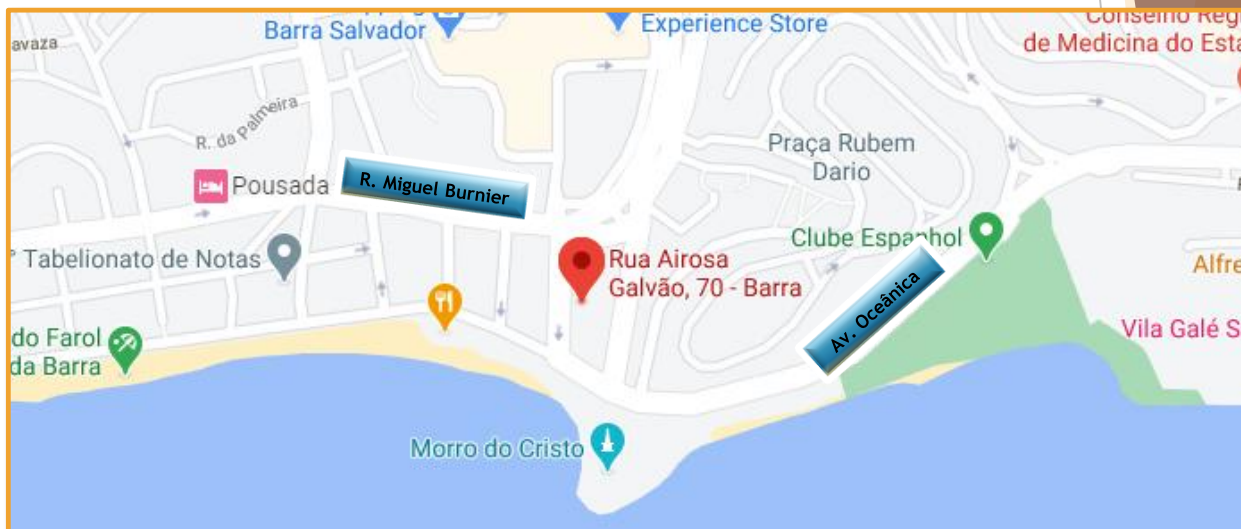 Barra Salvador
Experience Store
Conselho Reg
de Medicina do Esta
avaza
R. da Palmeira
Praça Rubem
Dario
Pousada
R. Miguel Burnier
Clube Espanhol
º Tabelionato de Notas
Rua Airosa
Galvão, 70 - Barra
Av. Oceânica
Alfre
do Farol
da Barra
Vila Galé S
Morro do Cristo